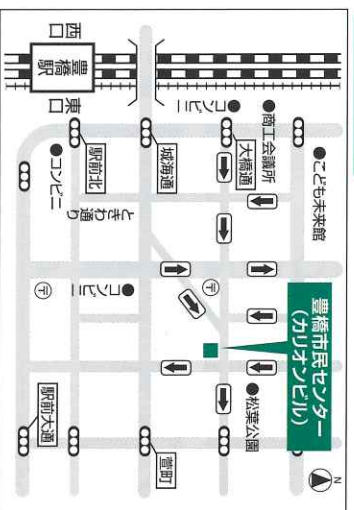 豊橋市民センター
(カリオンビル)
N
こども未来館
商工会議所
大橋通
コンビニ
西口
豊橋駅
東口
城海通
駅前北
ときわ通り
コンビニ
〒
松葉公園
コンビニ
〒
萱町
駅前大通